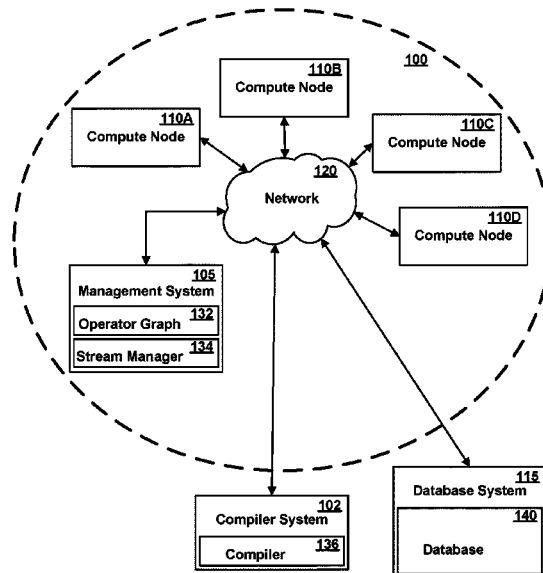 100
110B
Compute Node
110A
Compute Node
110C
Compute Node
120
Network
110D
Compute Node
105
Management System
132
Operator Graph
134
Stream Manager
102
Compiler System
136
Compiler
115
Database System
140
Database